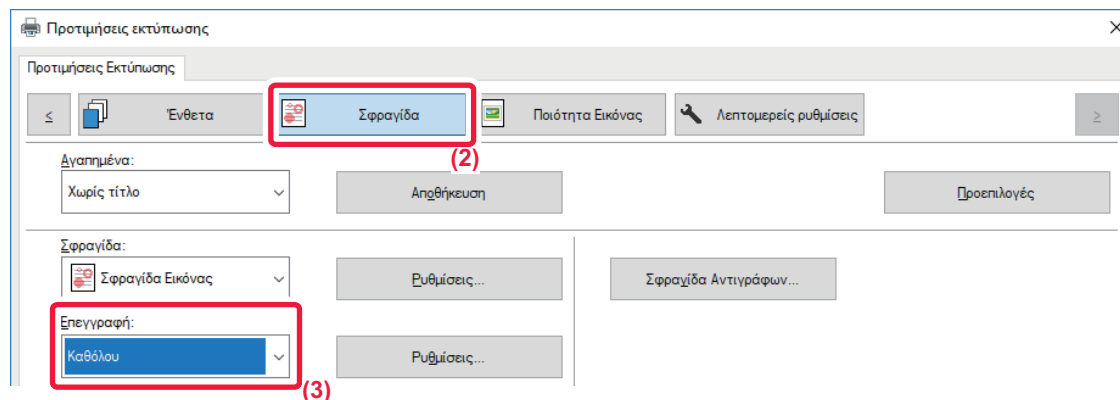 Προτιμήσεις εκτύπωσης
Προτιμήσεις Εκτύπωσης
< Ένθετα Σφραγίδα Ποιότητα Εικόνας Λεπτομερείς ρυθμίσεις >
(2)
Αγαπημένα:
Χωρίς τίτλο Αποθήκευση Προεπιλογές
Σφραγίδα:
Σφραγίδα Εικόνας Ρυθμίσεις... Σφραγίδα Αντιγράφων...
Επεγγραφή:
Καθόλου Ρυθμίσεις...
(3)